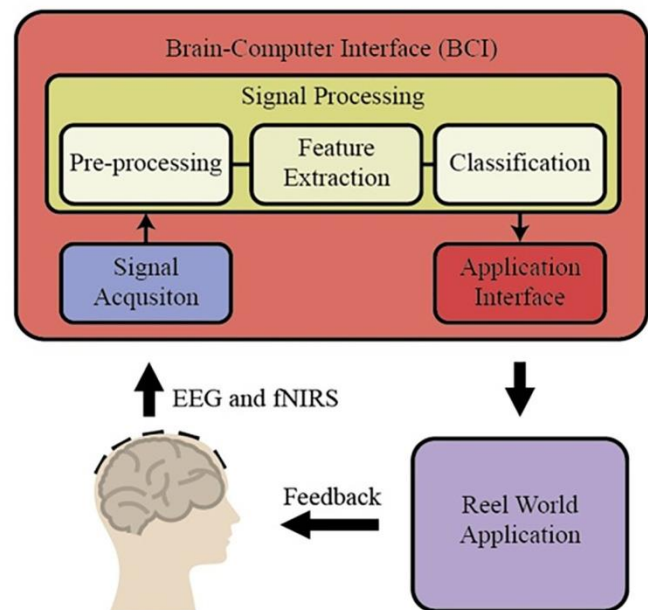 Brain-Computer Interface (BCI)
Signal Processing
Pre-processing
Feature
Extraction
Classification
Signal
Acqusiton
Application
Interface
EEG and fNIRS
Feedback
Reel World
Application